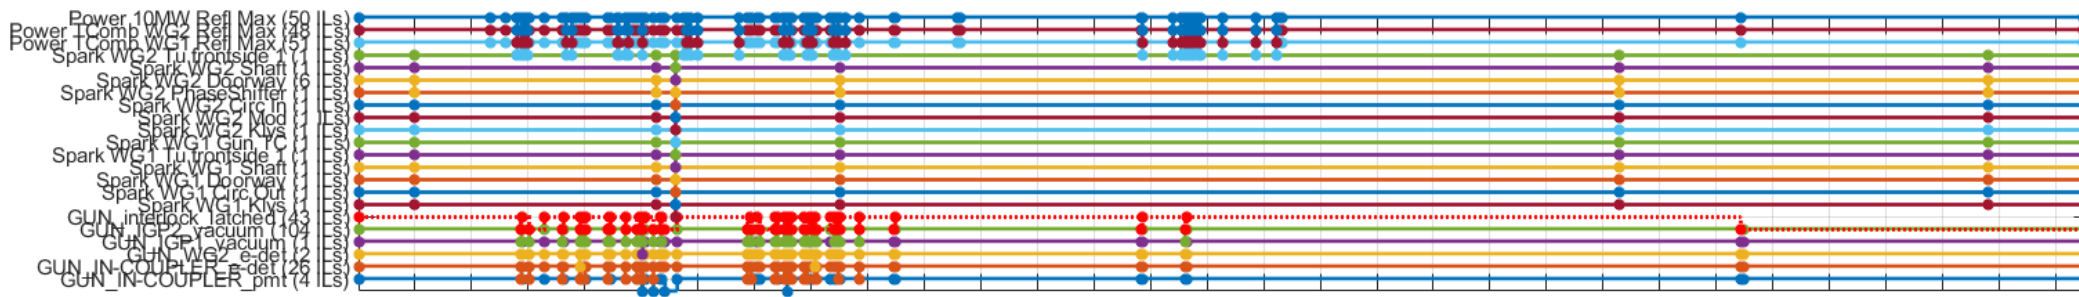 Power 10MW Refl Max (50 ILs)
Power TComb WG2 Refl Max (48 ILs)
Power TComb WG1 Refl Max (51 ILs)
Spark WG2 Tu.frontside 1 (1 ILs)
Spark WG2 Shaft (1 ILs)
Spark WG2 Doorway (6 ILs)
Spark WG2 PhaseShifter (1 ILs)
Spark WG2 Circ In (1 ILs)
Spark WG2 Mod (1 ILs)
Spark WG2 Klys (1 ILs)
Spark WG1 Gun TC (1 ILs)
Spark WG1 Tu.frontside 1 (1 ILs)
Spark WG1 Shaft (1 ILs)
Spark WG1 Doorway (1 ILs)
Spark WG1 Circ Out (1 ILs)
Spark WG1 Klys (1 ILs)
GUN_interlock_latched (43 ILs)
GUN_IGP2_vacuum (104 ILs)
GUN_IGP1_vacuum (1 ILs)
GUN_WG2_e-det (2 ILs)
GUN_IN-COUPLER_e-det (26 ILs)
GUN_IN-COUPLER_pmt (4 ILs)